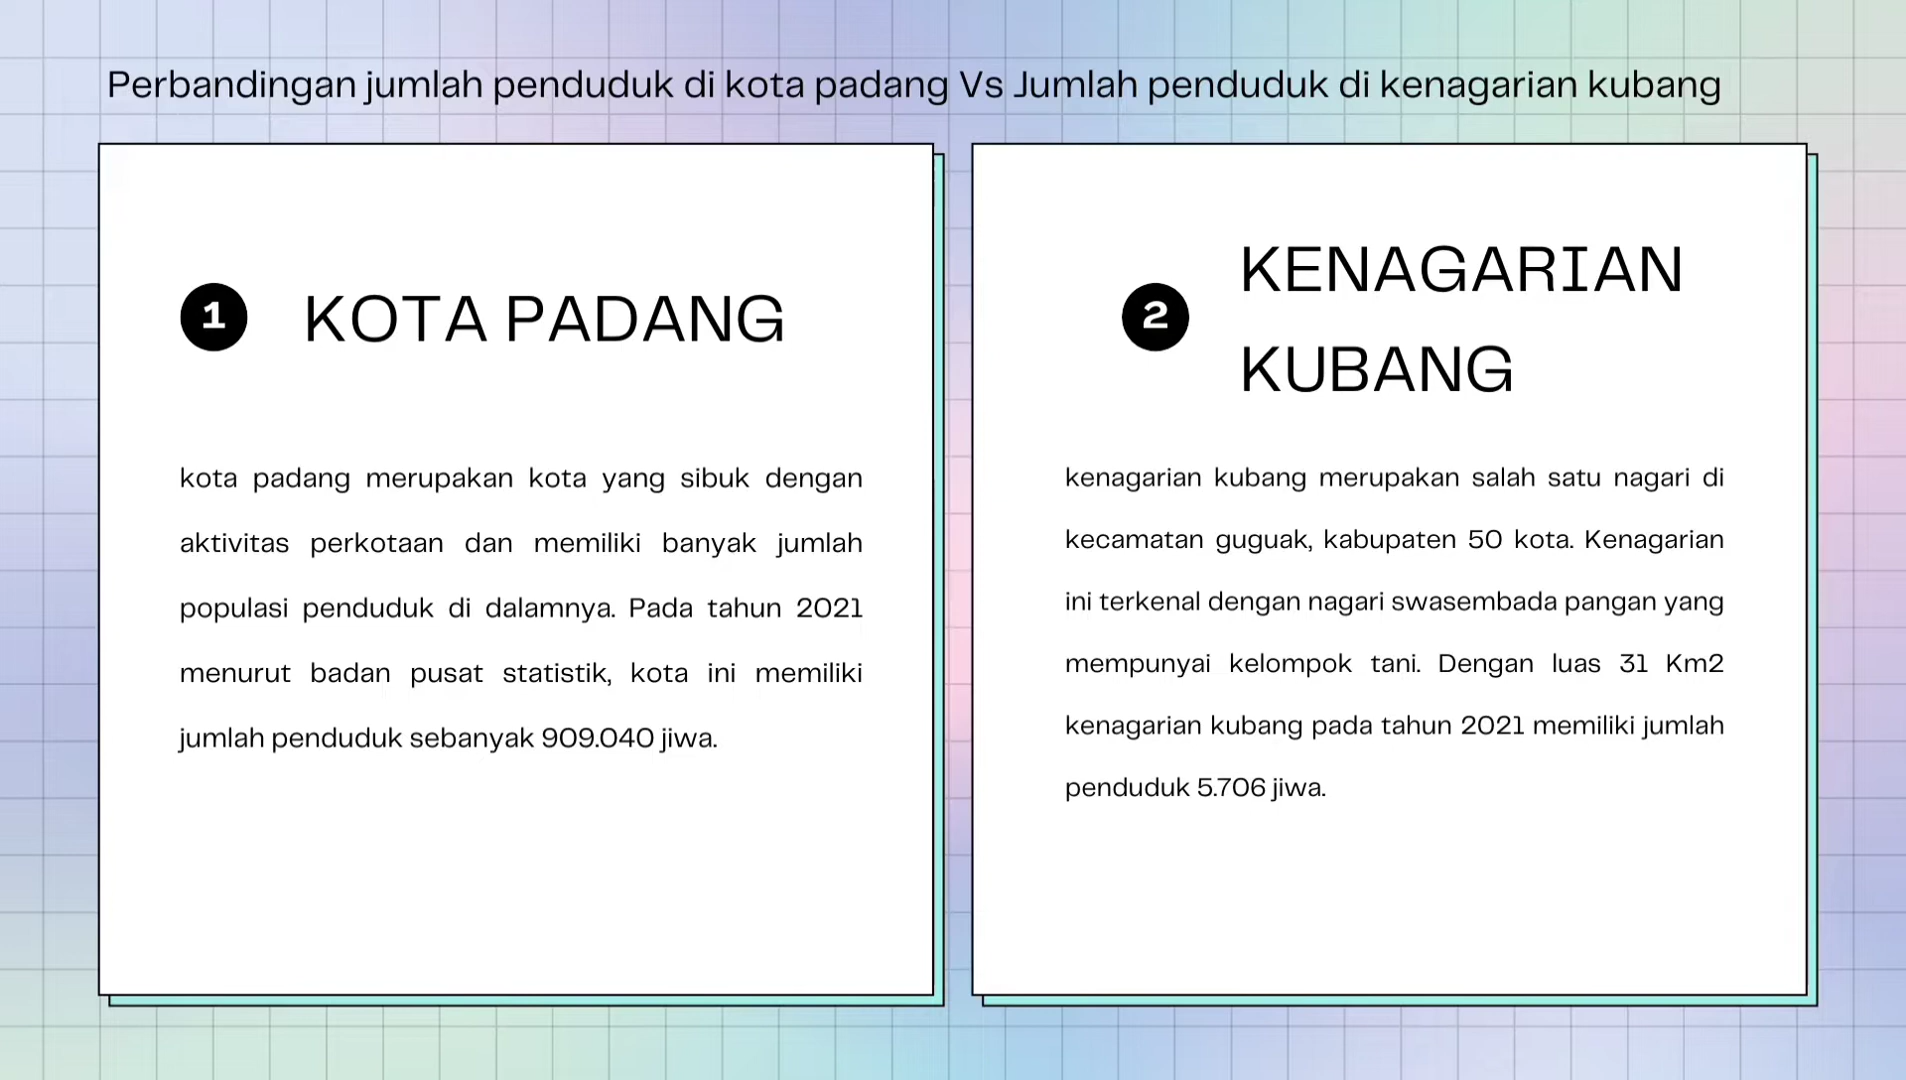 Perbandingan jumlah penduduk di kota padang Vs Jumlah penduduk di kenagarian kubang
1 KOTA PADANG
kota padang merupakan kota yang sibuk dengan
aktivitas perkotaan dan memiliki banyak jumlah
populasi penduduk di dalamnya. Pada tahun 2021
menurut badan pusat statistik, kota ini memiliki
jumlah penduduk sebanyak 909.040 jiwa.
2 KENAGARIAN
KUBANG
kenagarian kubang merupakan salah satu nagari di
kecamatan guguak, kabupaten 50 kota. Kenagarian
ini terkenal dengan nagari swasembada pangan yang
mempunyai kelompok tani. Dengan luas 31 Km2
kenagarian kubang pada tahun 2021 memiliki jumlah
penduduk 5.706 jiwa.